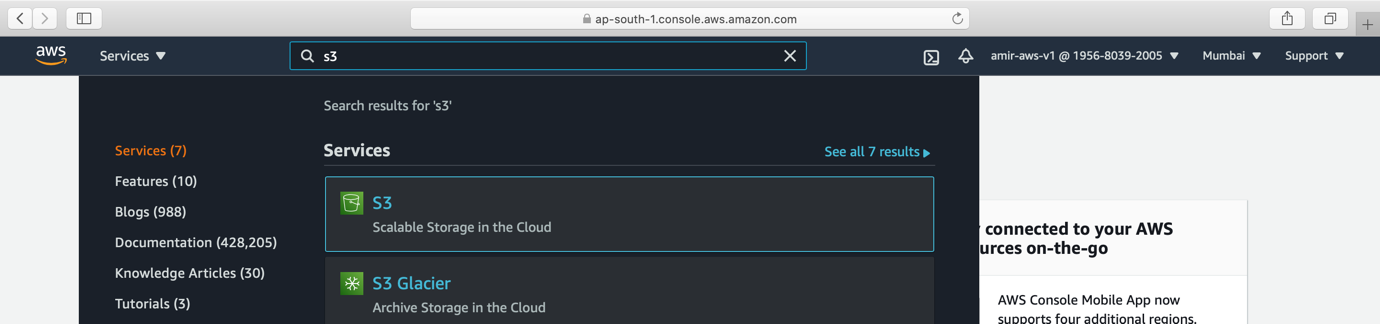 ap-south-1.console.aws.amazon.com
aws Services s3 amir-aws-v1 @ 1956-8039-2005 Mumbai Support
Search results for 's3'
Services (7)
Features (10)
Blogs (988)
Documentation (428,205)
Knowledge Articles (30)
Tutorials (3)
Services See all 7 results
S3
Scalable Storage in the Cloud
S3 Glacier
Archive Storage in the Cloud
connected to your AWS
urces on-the-go
AWS Console Mobile App now
supports four additional regions.